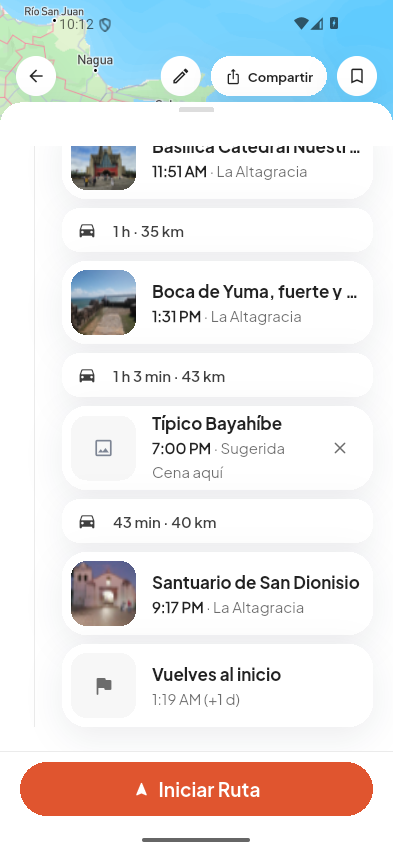 Río San Juan
10:12
Nagua
Compartir
Basílica Catedral Nuestr...
11:51 AM · La Altagracia
1 h · 35 km
Boca de Yuma, fuerte y ...
1:31 PM · La Altagracia
1 h 3 min · 43 km
Típico Bayahíbe
7:00 PM · Sugerida
Cena aquí
43 min · 40 km
Santuario de San Dionisio
9:17 PM · La Altagracia
Vuelves al inicio
1:19 AM (+1 d)
Iniciar Ruta